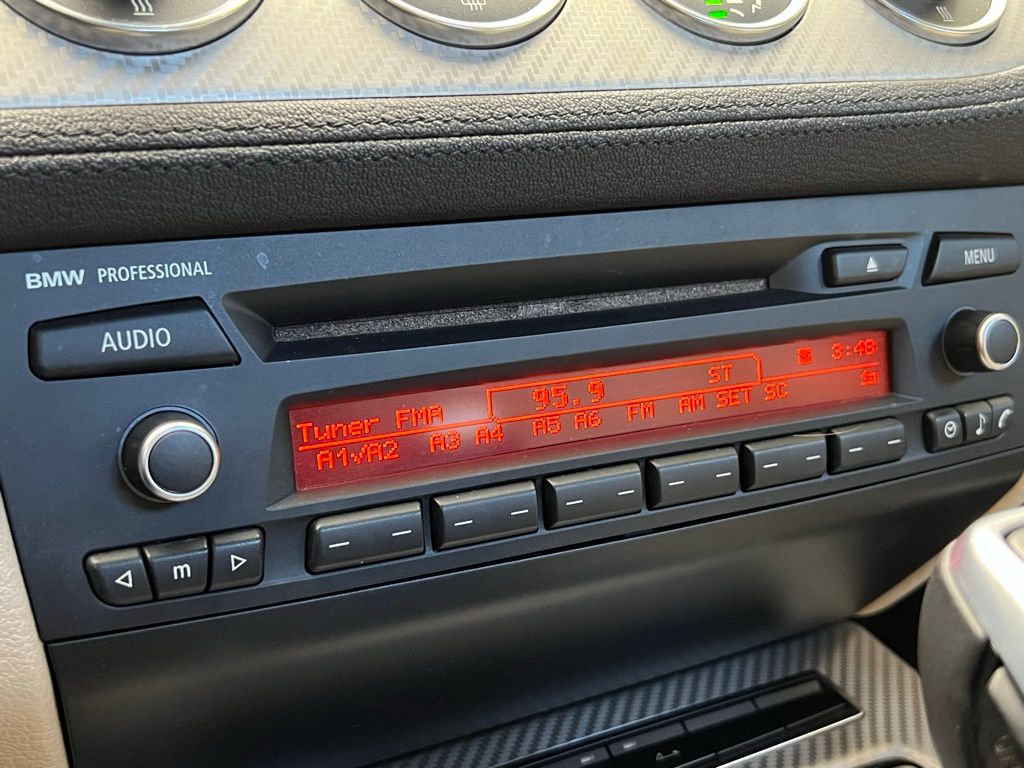 BMW PROFESSIONAL
MENU
AUDIO
95.9 ST 3:48
Tuner FMA
A1✓A2 A3 A4 A5 A6 FM AM SET SC
m